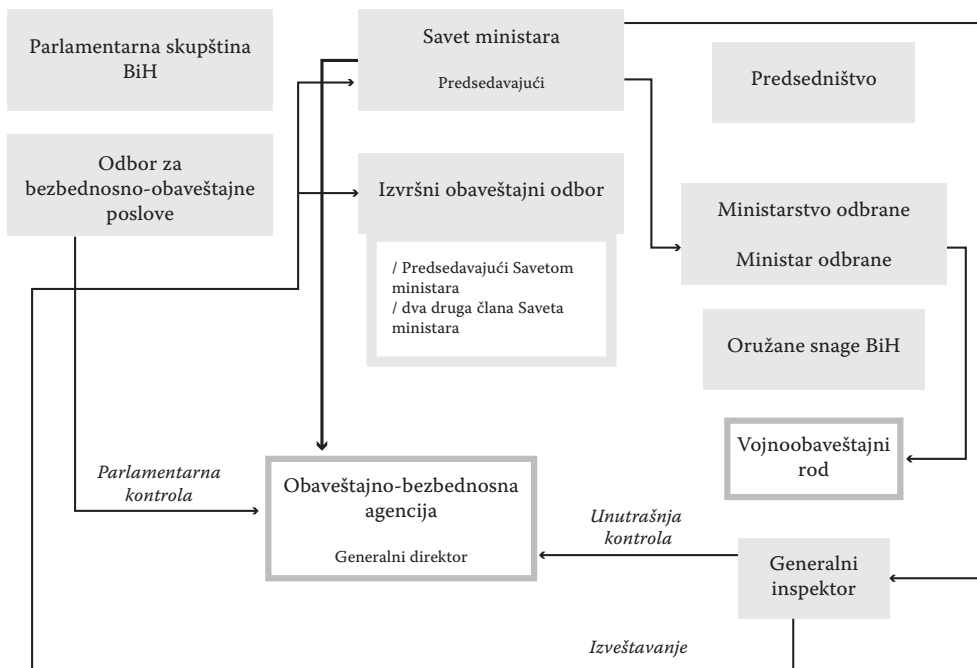 Parlamentarna skupština
BiH
Savet ministara
Predsedavajući
Predsedništvo
Odbor za
bezbednosno-obaveštajne
poslove
Izvršni obaveštajni odbor
/ Predsedavajući Savetom
ministara
/ dva druga člana Saveta
ministara
Ministarstvo odbrane
Ministar odbrane
Oružane snage BiH
Vojnoobaveštajni
rod
Parlamentarna
kontrola
Obaveštajno-bezbednosna
agencija
Generalni direktor
Unutrašnja
kontrola
Generalni
inspektor
Izveštavanje